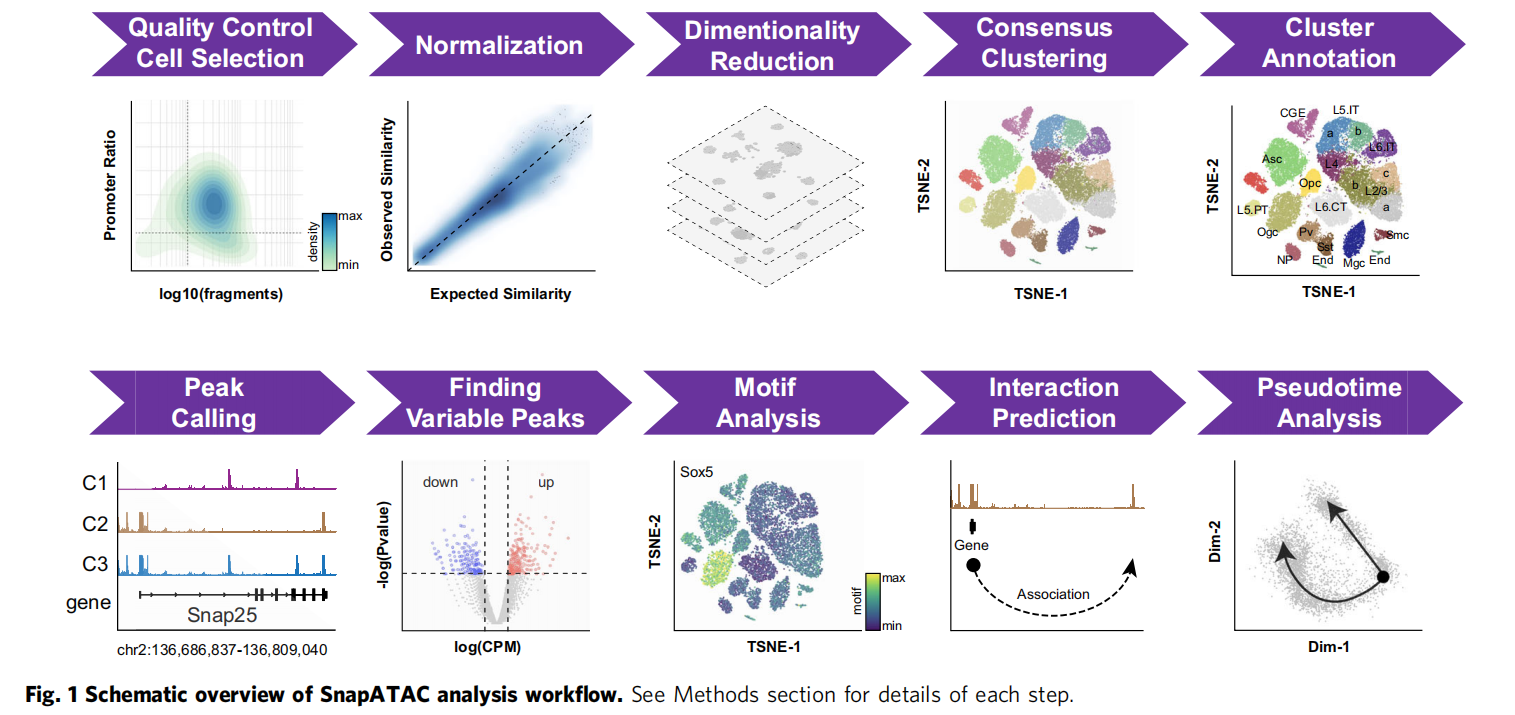 Quality Control
Cell Selection
Normalization
Dimentionality
Reduction
Consensus
Clustering
Cluster
Annotation
Promoter Ratio
density
max
min
log10(fragments)
Observed Similarity
Expected Similarity
TSNE-2
TSNE-1
TSNE-2
CGE
L5.IT
a
b
L6.IT
Asc
L4
c
Opc
b
L2/3
L5.PT
L6.CT
a
Ogc
Pv
Sst
Smc
NP
End
Mgc
End
TSNE-1
Peak
Calling
Finding
Variable Peaks
Motif
Analysis
Interaction
Prediction
Pseudotime
Analysis
C1
C2
C3
gene
Snap25
chr2:136,686,837-136,809,040
down
up
-log(Pvalue)
log(CPM)
Sox5
TSNE-2
motif
max
min
TSNE-1
Gene
Association
Dim-2
Dim-1
Fig. 1 Schematic overview of SnapATAC analysis workflow. See Methods section for details of each step.